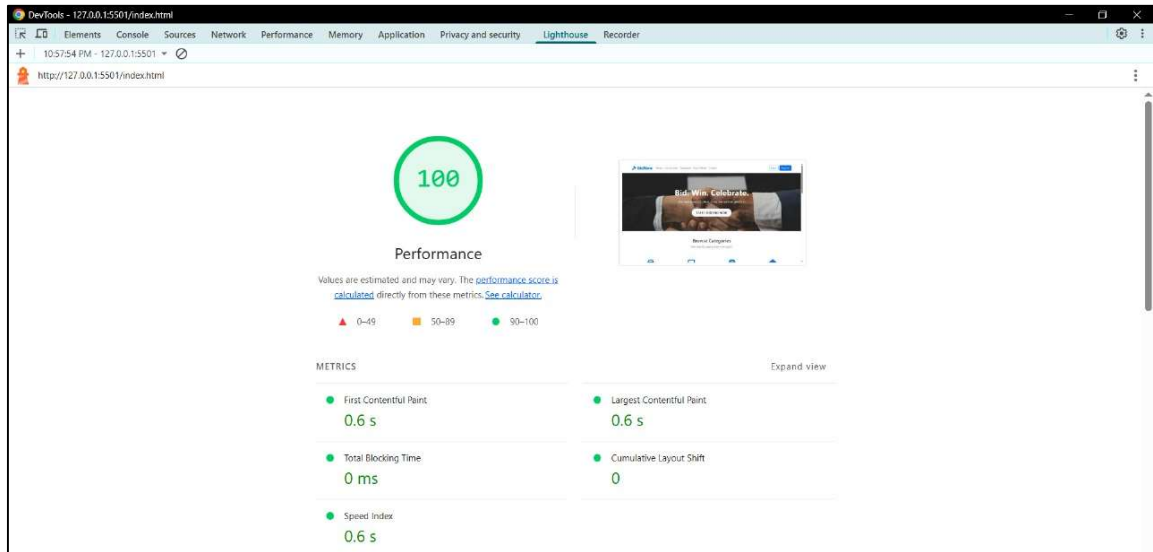 DevTools - 127.0.0.1:5501/index.html
Elements Console Sources Network Performance Memory Application Privacy and security Lighthouse Recorder
10:57:54 PM - 127.0.0.1:5501
http://127.0.0.1:5501/index.html
100
Bid. Win. Celebrate.
Browse Categories
Performance
Values are estimated and may vary. The performance score is
calculated directly from these metrics. See calculator.
0–49 50–89 90–100
METRICS Expand view
First Contentful Paint
0.6 s
Largest Contentful Paint
0.6 s
Total Blocking Time
0 ms
Cumulative Layout Shift
0
Speed Index
0.6 s